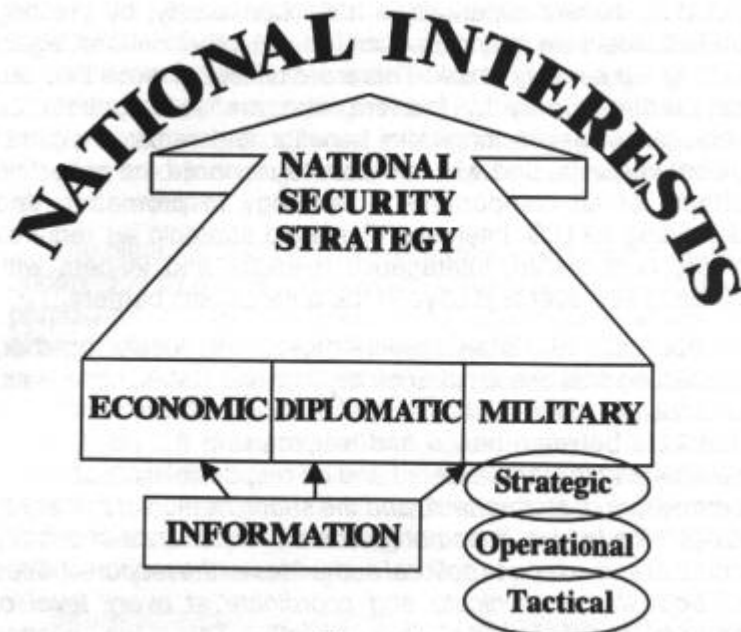 NATIONAL INTERESTS
NATIONAL
SECURITY
STRATEGY
ECONOMIC DIPLOMATIC MILITARY
INFORMATION
Strategic
Operational
Tactical